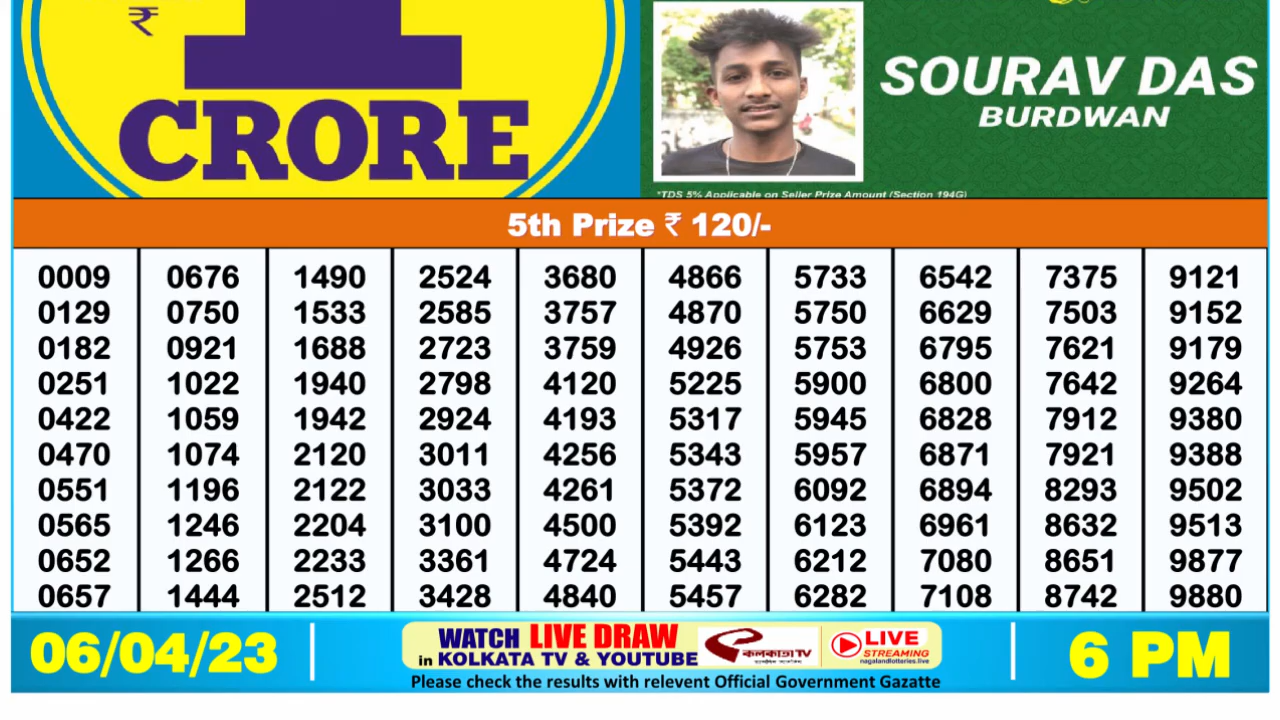 ₹
1
CRORE
SOURAV DAS
BURDWAN
*TDS 5% Applicable on Seller Prize Amount (Section 194G)
5th Prize ₹ 120/-
0009 0676 1490 2524 3680 4866 5733 6542 7375 9121
0129 0750 1533 2585 3757 4870 5750 6629 7503 9152
0182 0921 1688 2723 3759 4926 5753 6795 7621 9179
0251 1022 1940 2798 4120 5225 5900 6800 7642 9264
0422 1059 1942 2924 4193 5317 5945 6828 7912 9380
0470 1074 2120 3011 4256 5343 5957 6871 7921 9388
0551 1196 2122 3033 4261 5372 6092 6894 8293 9502
0565 1246 2204 3100 4500 5392 6123 6961 8632 9513
0652 1266 2233 3361 4724 5443 6212 7080 8651 9877
0657 1444 2512 3428 4840 5457 6282 7108 8742 9880
06/04/23
WATCH LIVE DRAW
in KOLKATA TV & YOUTUBE
কলকাতা TV
LIVE
STREAMING
nagalandlotteries.live
Please check the results with relevent Official Government Gazatte
6 PM